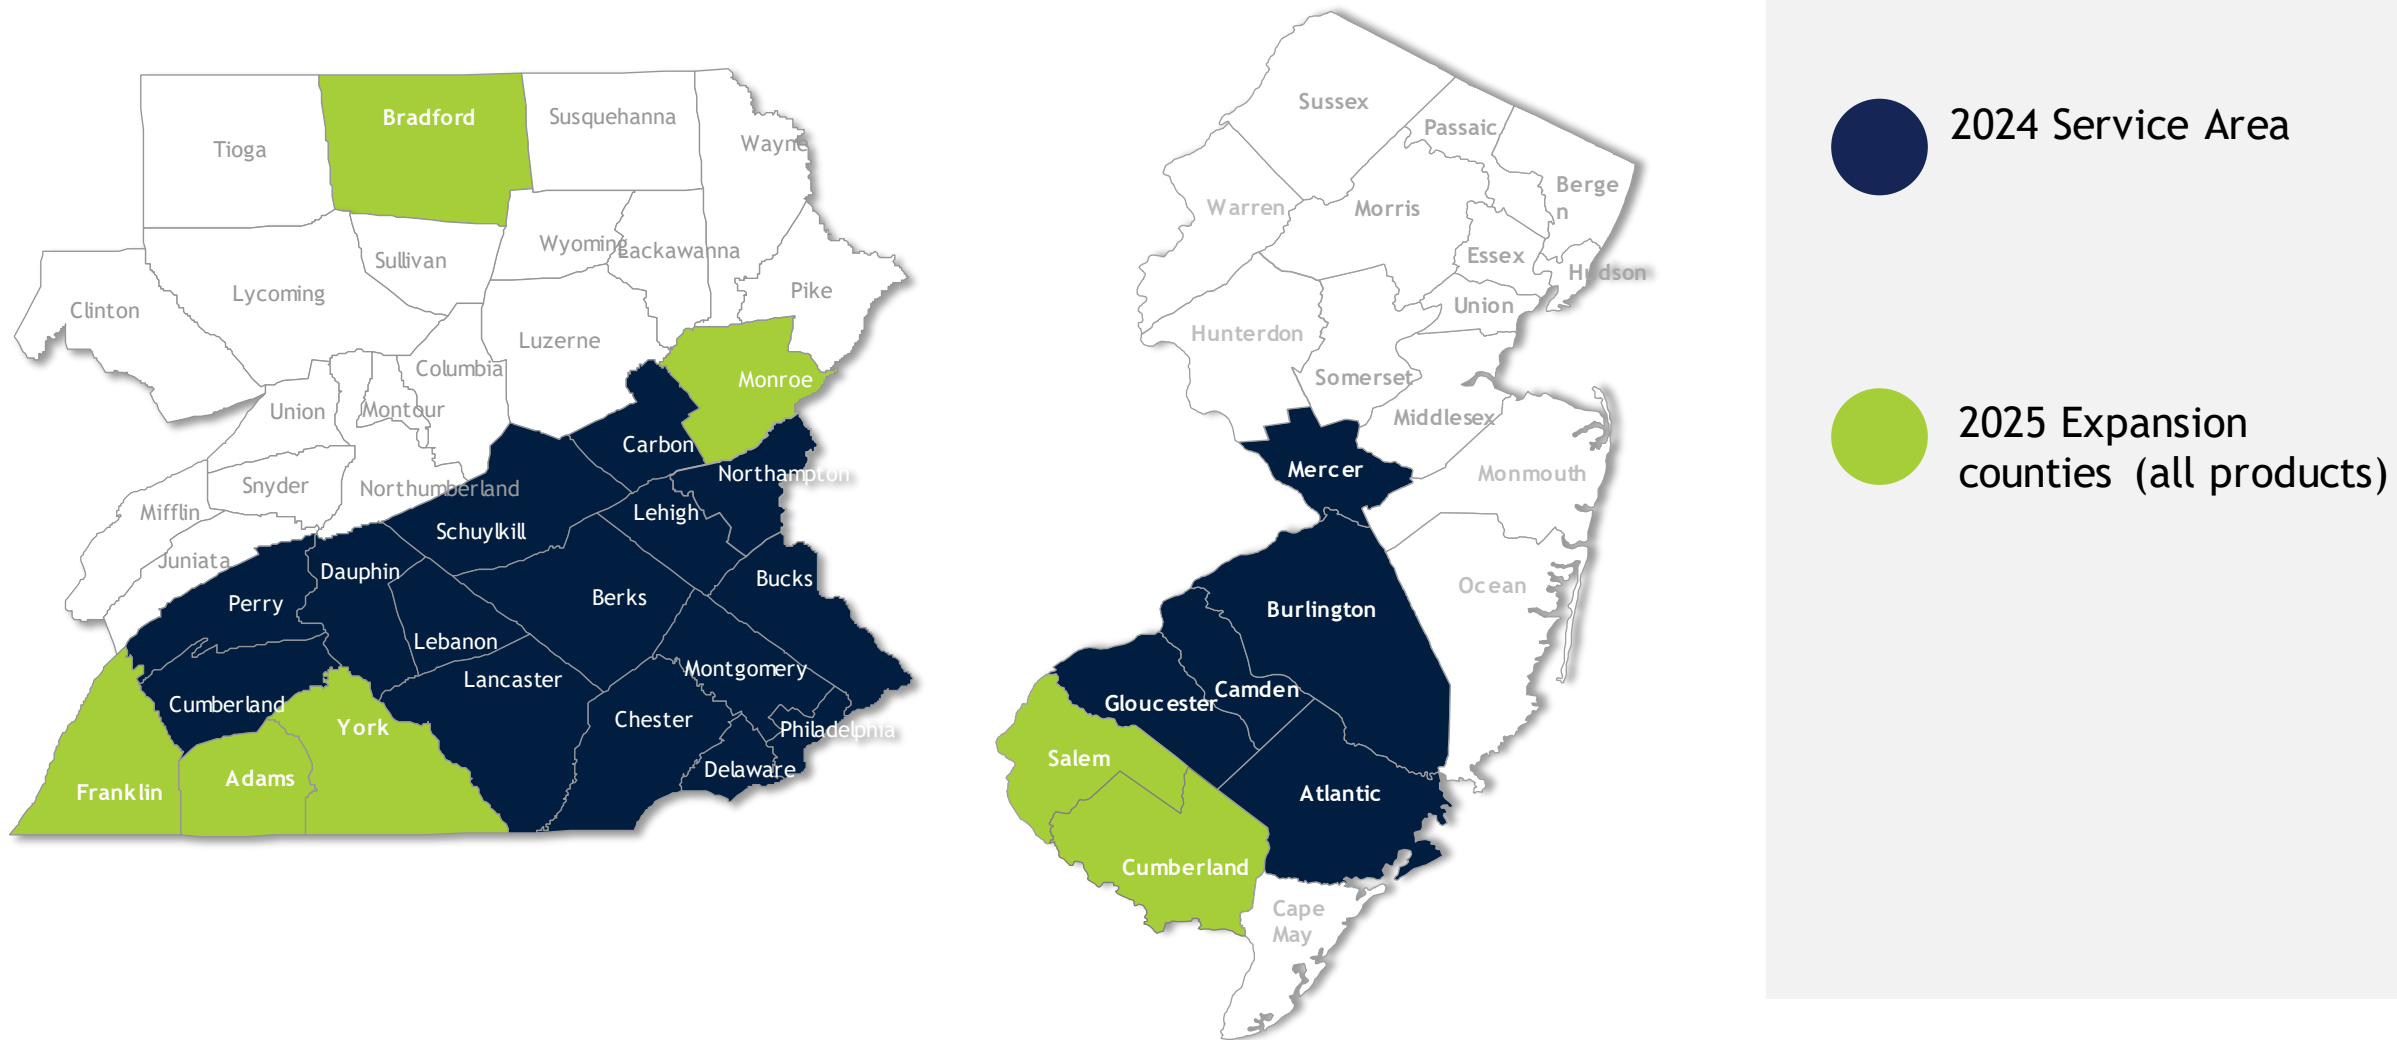 Bradford
Susquehanna
Wayne
Tioga
Wyoming
Lackawanna
Sullivan
Lycoming
Pike
Clinton
Luzerne
Columbia
Monroe
Union
Montour
Carbon
Northampton
Snyder
Northumberland
Mifflin
Lehigh
Schuylkill
Juniata
Dauphin
Bucks
Perry
Berks
Lebanon
Montgomery
Lancaster
Cumberland
Chester
York
Philadelphia
Delaware
Adams
Franklin
Sussex
Passaic
Berge
n
Warren
Morris
Essex
Hudson
Union
Hunterdon
Somerset
Middlesex
Mercer
Monmouth
Ocean
Burlington
Camden
Gloucester
Salem
Atlantic
Cumberland
Cape
May
2024 Service Area
2025 Expansion
counties (all products)